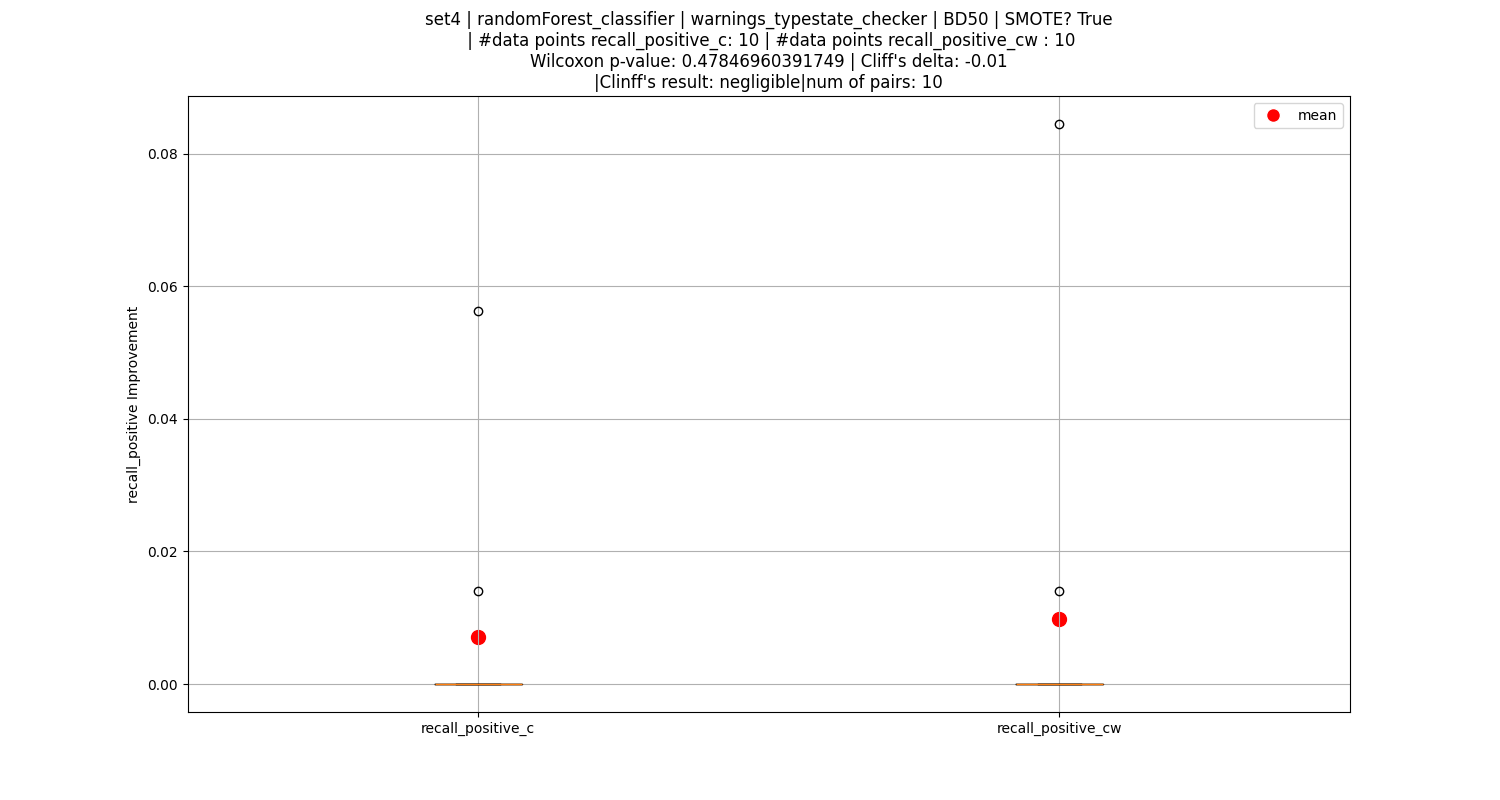 set4 | randomForest_classifier | warnings_typestate_checker | BD50 | SMOTE? True
| #data points recall_positive_c: 10 | #data points recall_positive_cw : 10
Wilcoxon p-value: 0.47846960391749 | Cliff's delta: -0.01
|Clinff's result: negligible|num of pairs: 10
mean
0.08
0.06
0.04
0.02
0.00
recall_positive Improvement
recall_positive_c
recall_positive_cw